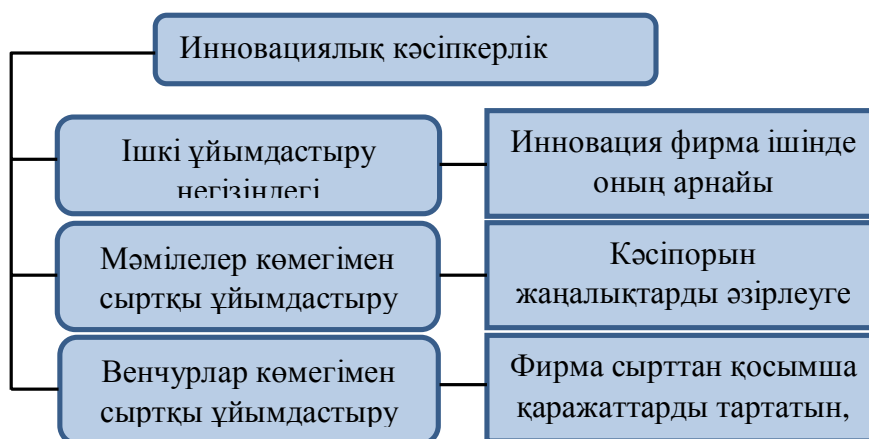 Инновациялық кәсіпкерлік
Ішкі ұйымдастыру
негізіндегі
Инновация фирма ішінде
оның арнайы
Мәмілелер көмегімен
сыртқы ұйымдастыру
Кәсіпорын
жаңалықтарды әзірлеуге
Венчурлар көмегімен
сыртқы ұйымдастыру
Фирма сырттан қосымша
қаражаттарды тартатын,